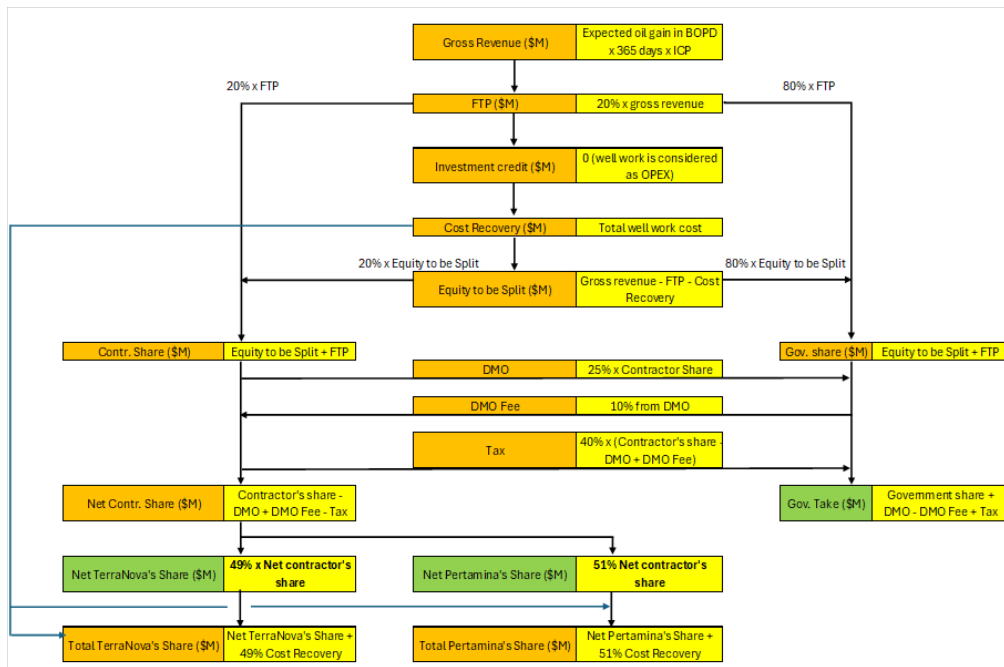 Gross Revenue ($M)
Expected oil gain in BOPD
x 365 days x ICP
20% x FTP
80% x FTP
FTP ($M)
20% x gross revenue
Investment credit ($M)
0 (well work is considered
as OPEX)
Cost Recovery ($M)
Total well work cost
20% x Equity to be Split
80% x Equity to be Split
Equity to be Split ($M)
Gross revenue - FTP - Cost
Recovery
Contr. Share ($M)
Equity to be Split + FTP
Gov. share ($M)
Equity to be Split + FTP
DMO
25% x Contractor Share
DMO Fee
10% from DMO
Tax
40% x (Contractor's share -
DMO + DMO Fee)
Net Contr. Share ($M)
Contractor's share -
DMO + DMO Fee - Tax
Gov. Take ($M)
Government share +
DMO - DMO Fee + Tax
Net TerraNova's Share ($M)
49% x Net contractor's
share
Net Pertamina's Share ($M)
51% Net contractor's
share
Total TerraNova's Share ($M)
Net TerraNova's Share +
49% Cost Recovery
Total Pertamina's Share ($M)
Net Pertamina's Share +
51% Cost Recovery